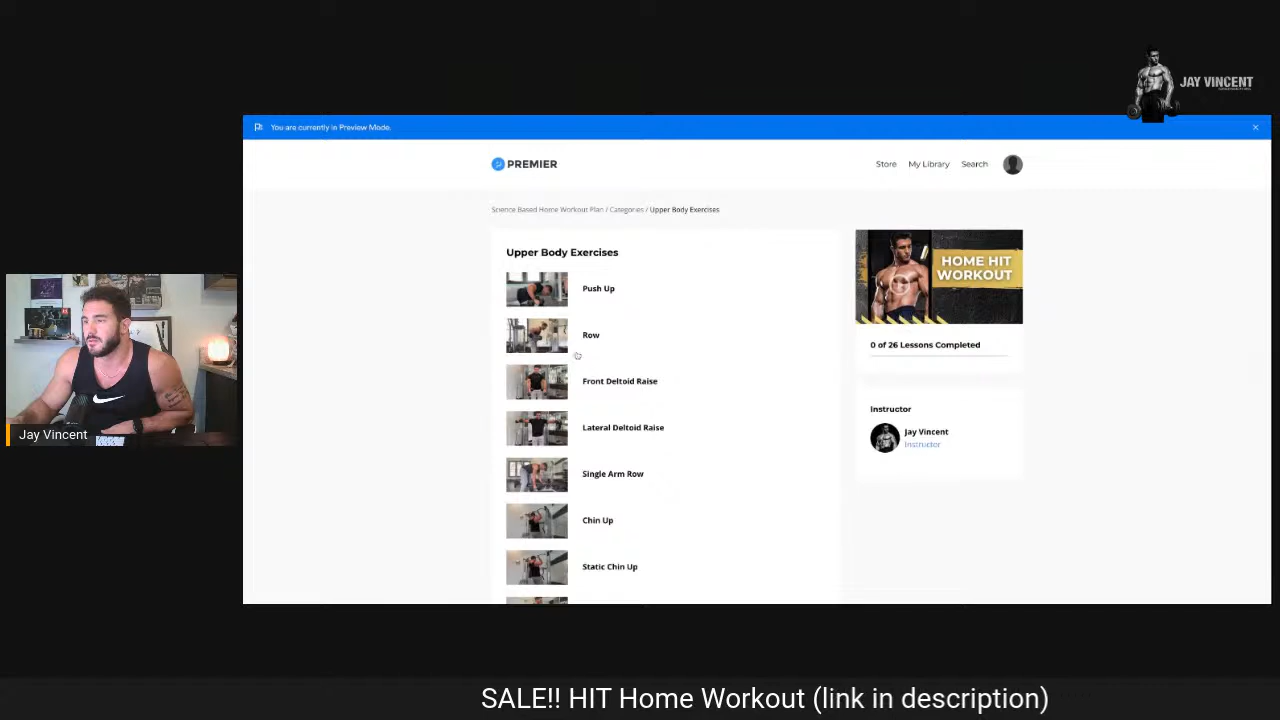 JAY VINCENT
You are currently in Preview Mode.
PREMIER
Store
My Library
Search
Science Based Home Workout Plan / Categories / Upper Body Exercises
Upper Body Exercises
Push Up
Row
Front Deltoid Raise
Lateral Deltoid Raise
Single Arm Row
Chin Up
Static Chin Up
HOME HIT
WORKOUT
0 of 26 Lessons Completed
Instructor
Jay Vincent
Instructor
Jay Vincent
SALE!! HIT Home Workout (link in description)